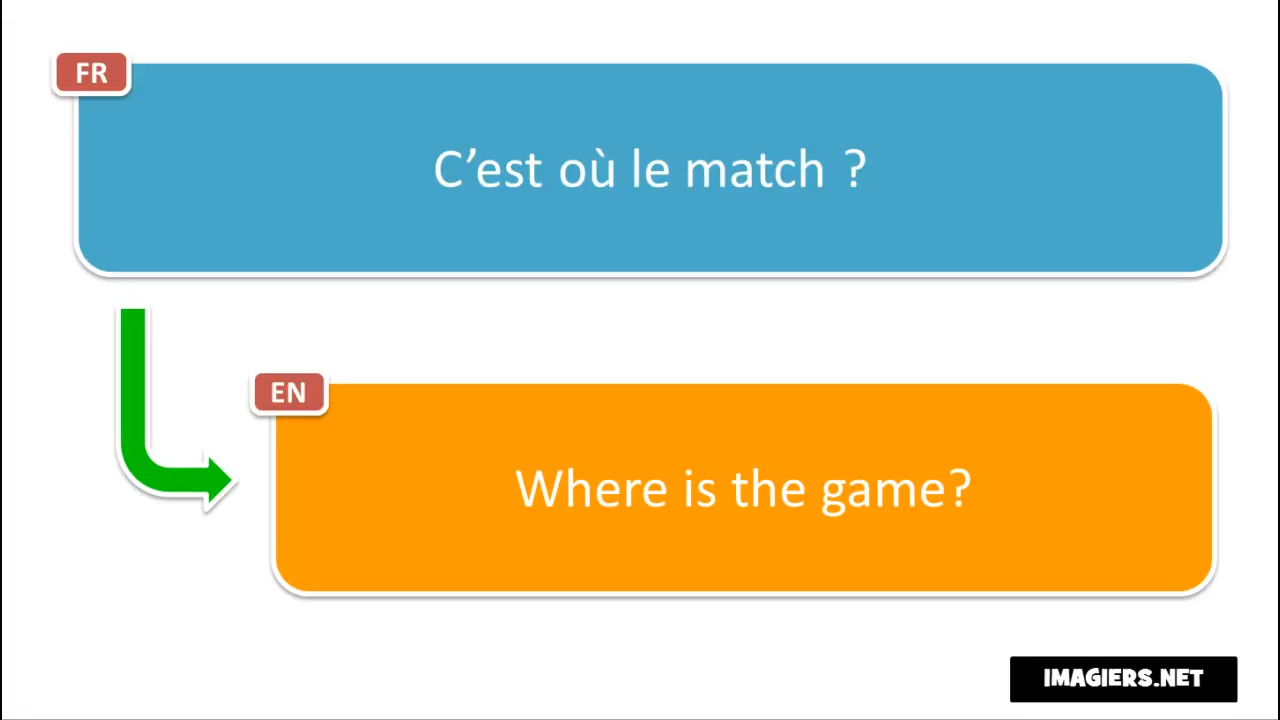 FR
C’est où le match ?
EN
Where is the game?
IMAGIERS.NET